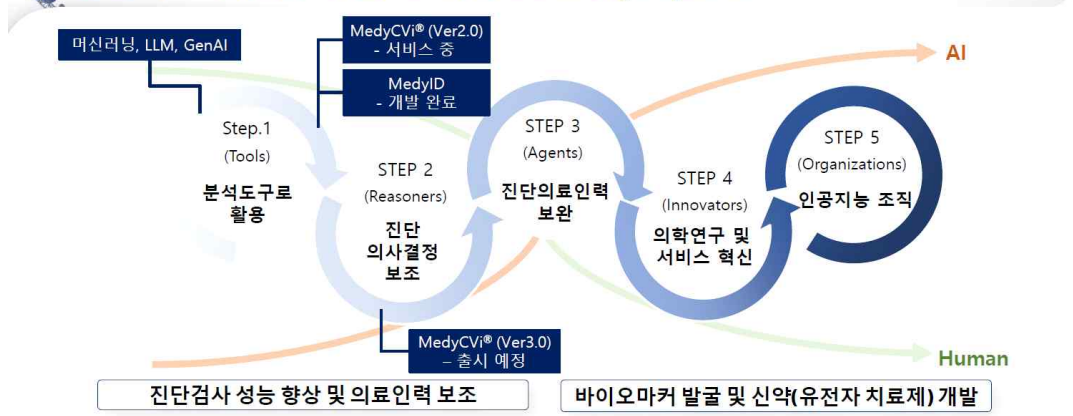 머신러닝, LLM, GenAI
MedyCVi® (Ver2.0)
- 서비스 중
MedyID
- 개발 완료
AI
Step.1
(Tools)
분석도구로
활용
STEP 2
(Reasoners)
진단
의사결정
보조
STEP 3
(Agents)
진단의료인력
보완
STEP 4
(Innovators)
의학연구 및
서비스 혁신
STEP 5
(Organizations)
인공지능 조직
MedyCVi® (Ver3.0)
– 출시 예정
Human
진단검사 성능 향상 및 의료인력 보조
바이오마커 발굴 및 신약(유전자 치료제) 개발